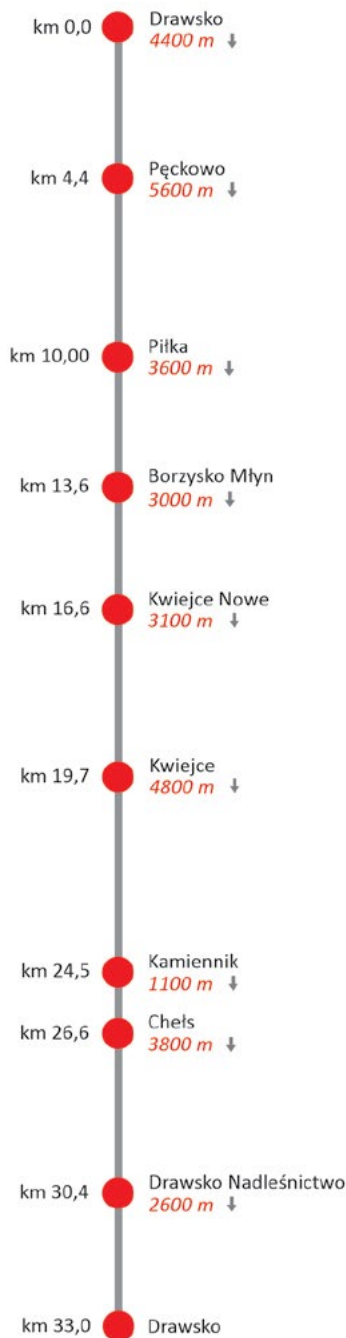 km 0,0
Drawsko
4400 m ↓
km 4,4
Pęckowo
5600 m ↓
km 10,00
Piłka
3600 m ↓
km 13,6
Borzysko Młyn
3000 m ↓
km 16,6
Kwiejce Nowe
3100 m ↓
km 19,7
Kwiejce
4800 m ↓
km 24,5
Kamiennik
1100 m ↓
km 26,6
Chełs
3800 m ↓
km 30,4
Drawsko Nadleśnictwo
2600 m ↓
km 33,0
Drawsko